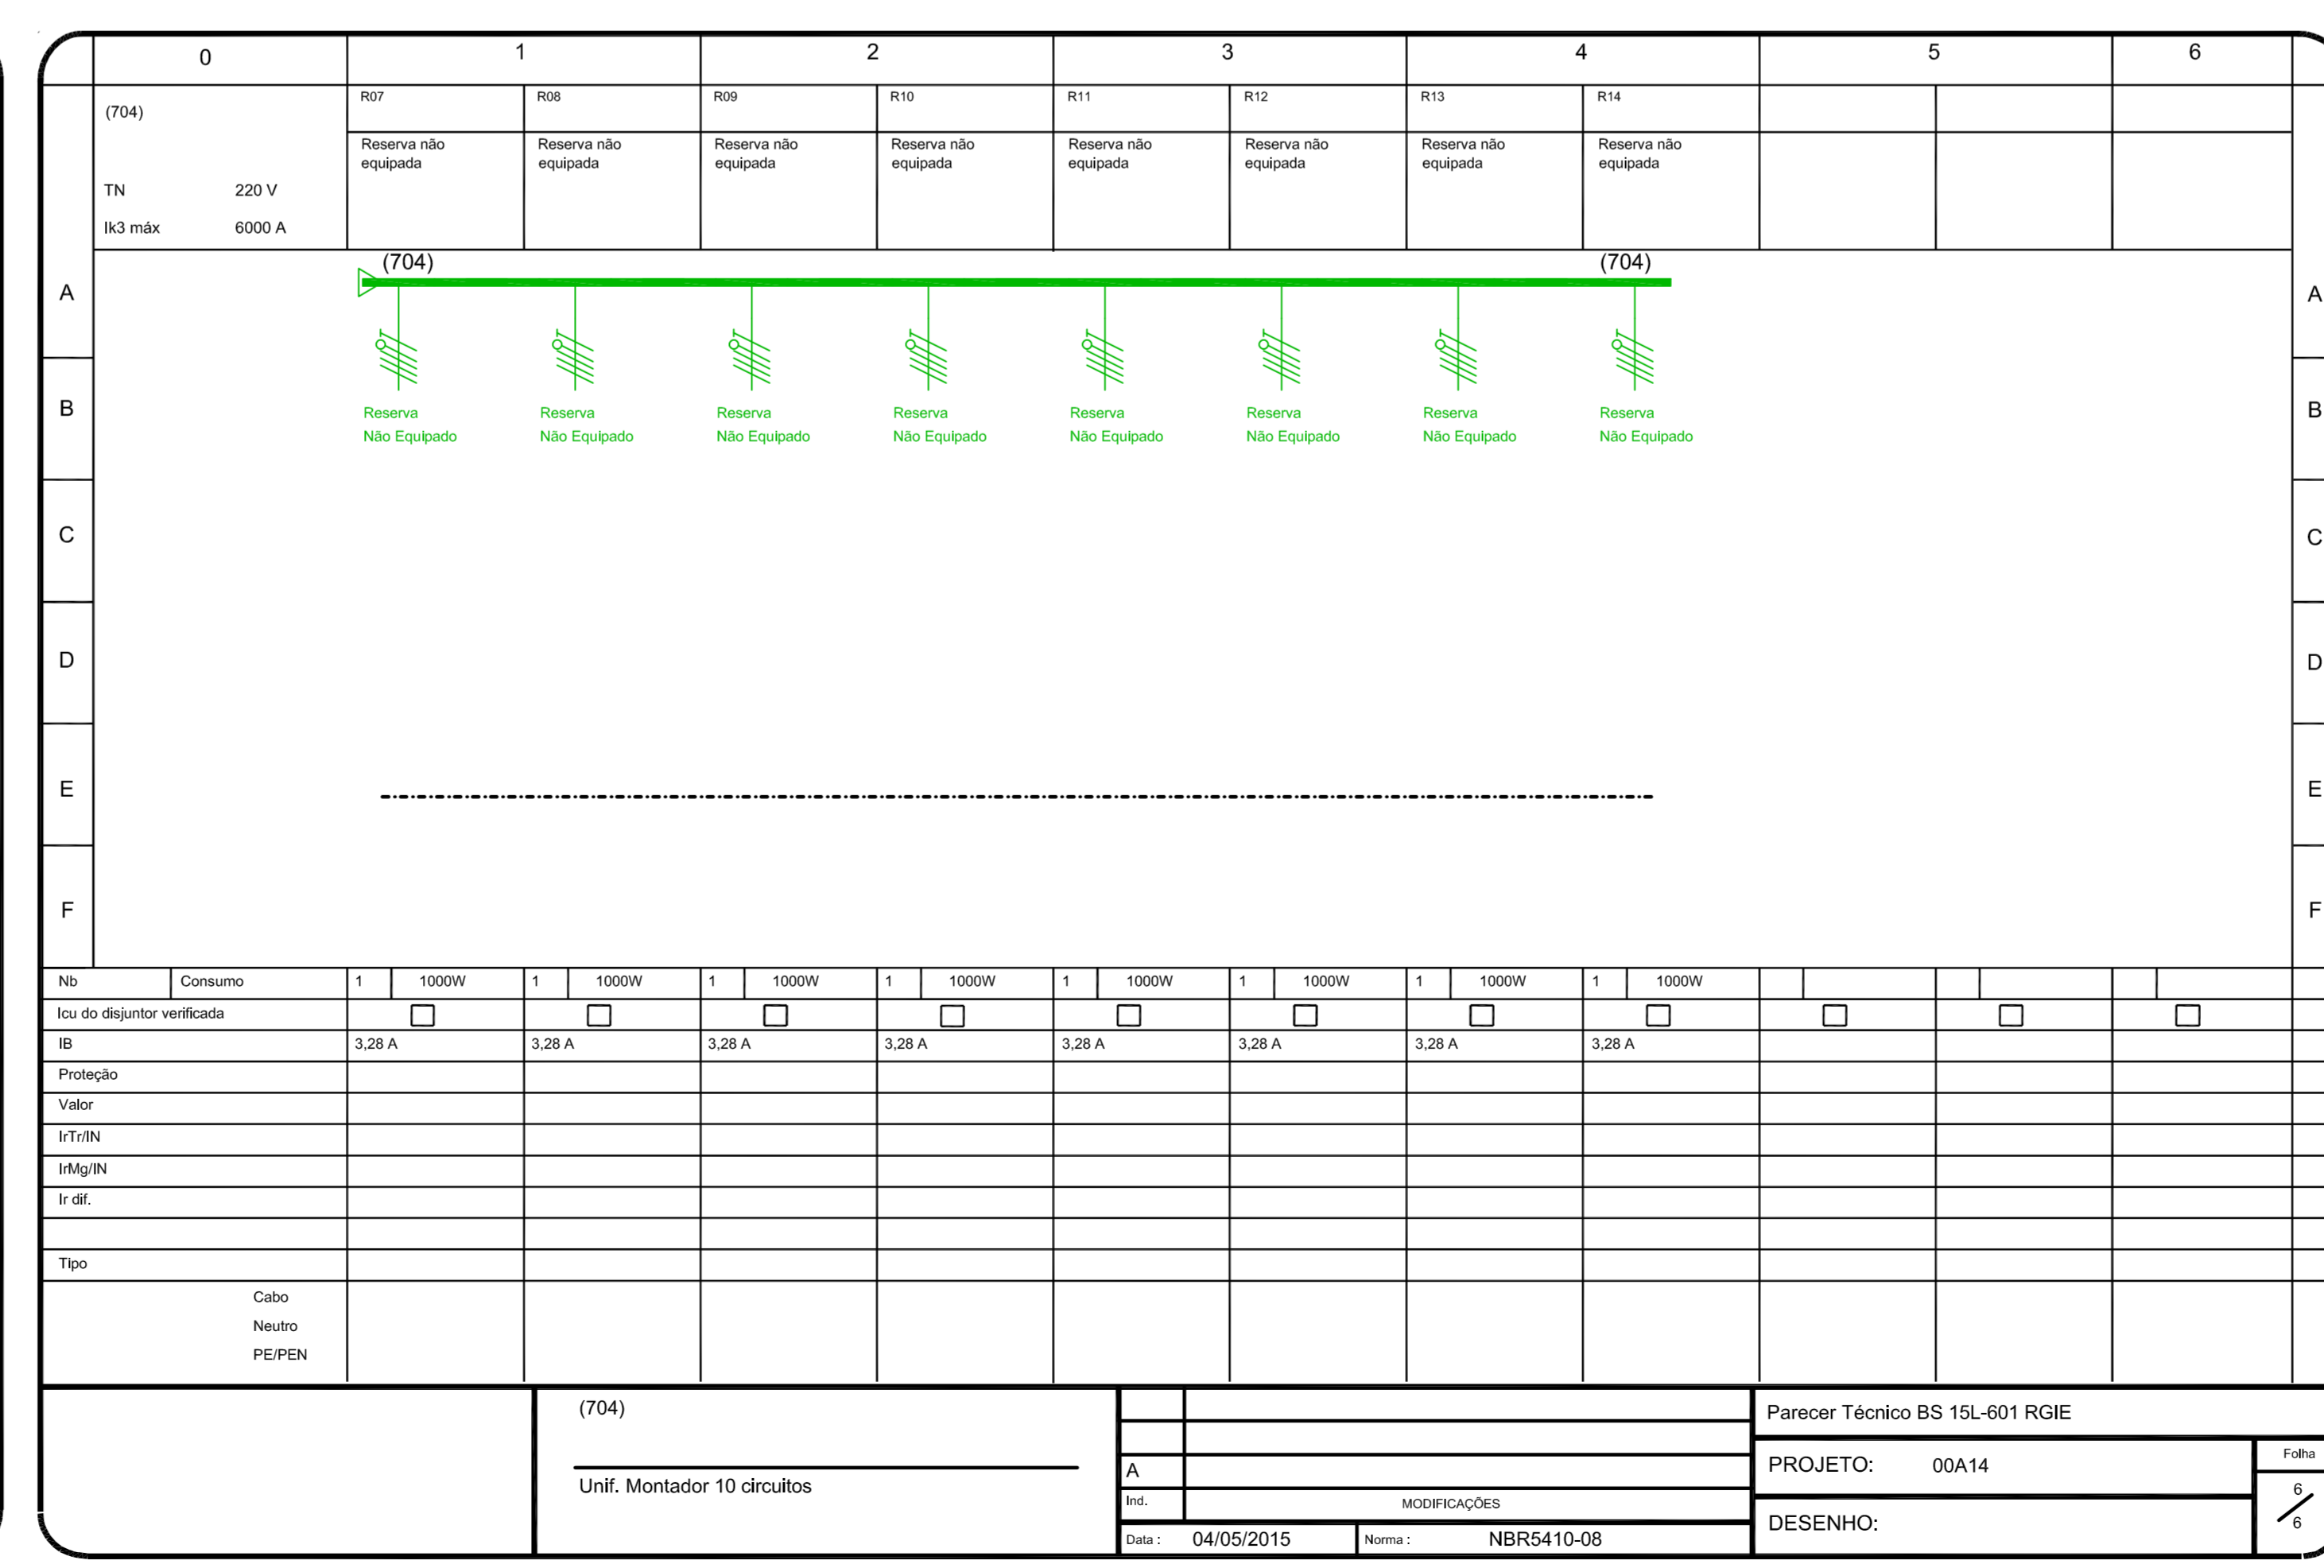 0 1 2 3 4 5 6
(704) R07 R08 R09 R10 R11 R12 R13 R14
Reserva não Reserva não Reserva não Reserva não Reserva não Reserva não Reserva não Reserva não
equipada equipada equipada equipada equipada equipada equipada equipada
TN 220 V
Ik3 máx 6000 A
(704) (704)
A A
B B
Reserva Reserva Reserva Reserva Reserva Reserva Reserva Reserva
Não Equipado Não Equipado Não Equipado Não Equipado Não Equipado Não Equipado Não Equipado Não Equipado
C C
D D
E E
F F
Nb Consumo 1 1000W 1 1000W 1 1000W 1 1000W 1 1000W 1 1000W 1 1000W 1 1000W
Icu do disjuntor verificada
IB 3,28 A 3,28 A 3,28 A 3,28 A 3,28 A 3,28 A 3,28 A 3,28 A
Proteção
Valor
IrTr/IN
IrMg/IN
Ir dif.
Tipo
Cabo
Neutro
PE/PEN
(704)
Unif. Montador 10 circuitos
A
Ind. MODIFICAÇÕES
Data : 04/05/2015 Norma : NBR5410-08
Parecer Técnico BS 15L-601 RGIE
PROJETO: 00A14
DESENHO:
Folha
6
6